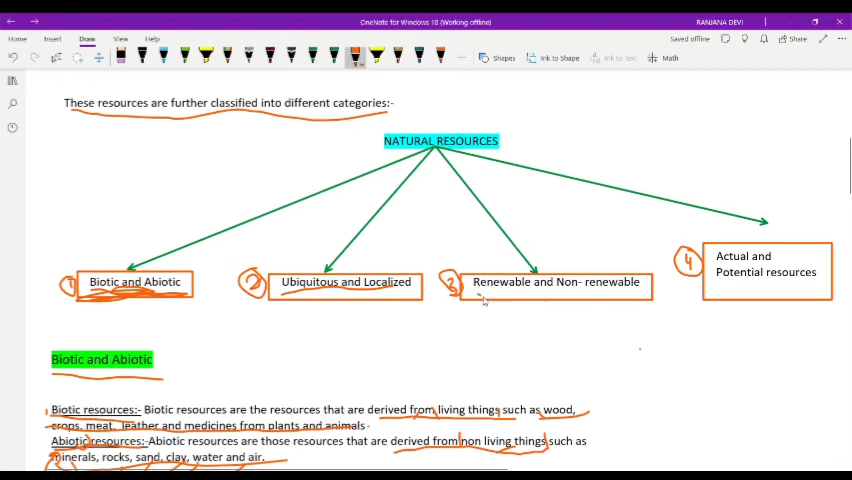 OneNote for Windows 10 (Working offline)
RANJANA DEVI
Home Insert Draw View Help
Saved offline Share
Shapes Ink to Shape Ink to Text Math
These resources are further classified into different categories:-
NATURAL RESOURCES
1 Biotic and Abiotic
2 Ubiquitous and Localized
3 Renewable and Non- renewable
4 Actual and
Potential resources
Biotic and Abiotic
Biotic resources:- Biotic resources are the resources that are derived from living things such as wood,
crops, meat, leather and medicines from plants and animals.
Abiotic resources:-Abiotic resources are those resources that are derived from non living things such as
minerals, rocks, sand, clay, water and air.